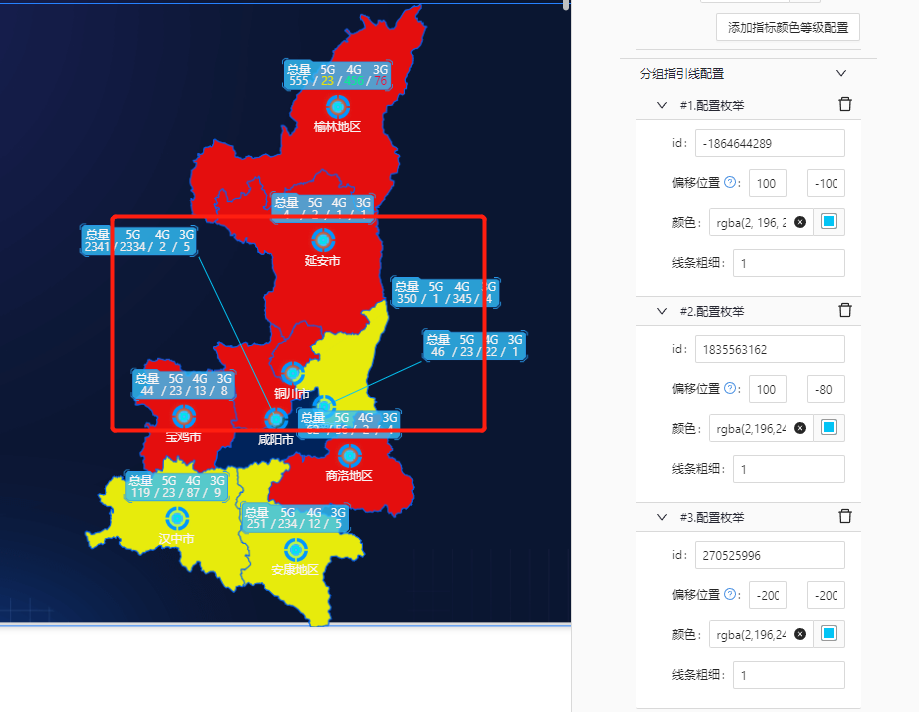 添加指标颜色等级配置
分组指引线配置
#1.配置枚举
id: -1864644289
偏移位置 ?: 100 -100
颜色: rgba(2, 196, 2
线条粗细: 1
#2.配置枚举
id: 1835563162
偏移位置 ?: 100 -80
颜色: rgba(2,196,24
线条粗细: 1
#3.配置枚举
id: 270525996
偏移位置 ?: -200 -200
颜色: rgba(2,196,24
线条粗细: 1
总量 5G 4G 3G
555 / 23 / 456 / 76
榆林地区
总量 5G 4G 3G
4 / 2 / 1 / 1
延安市
总量 5G 4G 3G
2341 / 2334 / 2 / 5
总量 5G 4G 3G
350 / 1 / 345 / 4
总量 5G 4G 3G
46 / 23 / 22 / 1
总量 5G 4G 3G
44 / 23 / 13 / 8
铜川市
宝鸡市
咸阳市
总量 5G 4G 3G
62 / 56 / 2 / 4
商洛地区
总量 5G 4G 3G
119 / 23 / 87 / 9
汉中市
总量 5G 4G 3G
251 / 234 / 12 / 5
安康地区